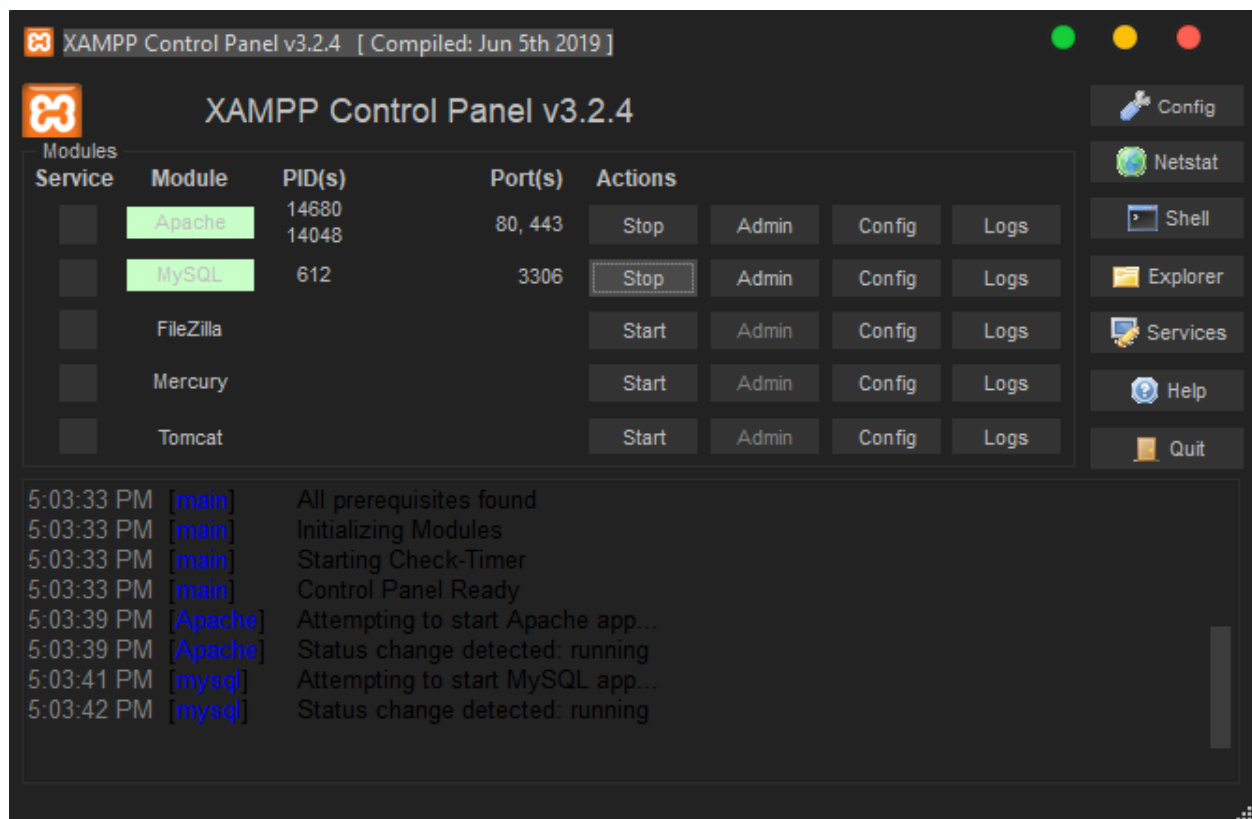 XAMPP Control Panel v3.2.4 [ Compiled: Jun 5th 2019 ]
XAMPP Control Panel v3.2.4
Config
Modules
Netstat
Service Module PID(s) Port(s) Actions
Apache 14680 14048 80, 443 Stop Admin Config Logs
Shell
MySQL 612 3306 Stop Admin Config Logs
Explorer
FileZilla Start Admin Config Logs
Services
Mercury Start Admin Config Logs
Help
Tomcat Start Admin Config Logs
Quit
5:03:33 PM [main] All prerequisites found
5:03:33 PM [main] Initializing Modules
5:03:33 PM [main] Starting Check-Timer
5:03:33 PM [main] Control Panel Ready
5:03:39 PM [Apache] Attempting to start Apache app...
5:03:39 PM [Apache] Status change detected: running
5:03:41 PM [mysql] Attempting to start MySQL app...
5:03:42 PM [mysql] Status change detected: running